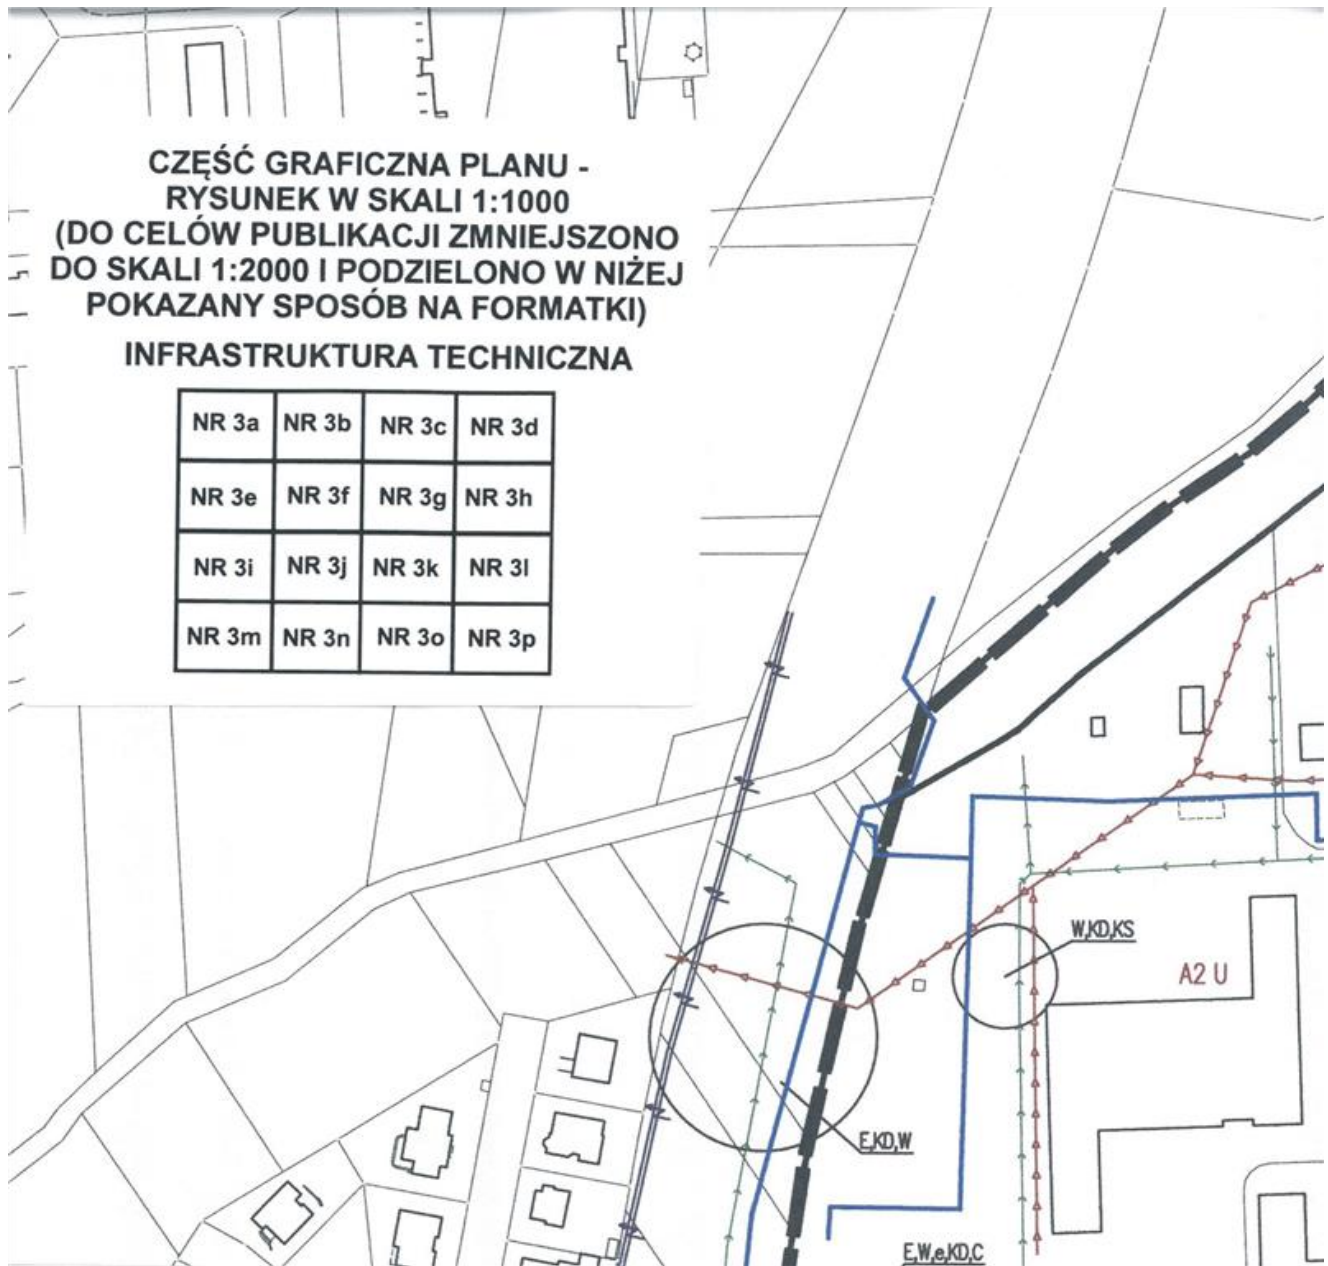 CZĘŚĆ GRAFICZNA PLANU -
RYSUNEK W SKALI 1:1000
(DO CELÓW PUBLIKACJI ZMNIEJSZONO
DO SKALI 1:2000 I PODZIELONO W NIŻEJ
POKAZANY SPOSÓB NA FORMATKI)
INFRASTRUKTURA TECHNICZNA
NR 3a NR 3b NR 3c NR 3d
NR 3e NR 3f NR 3g NR 3h
NR 3i NR 3j NR 3k NR 3l
NR 3m NR 3n NR 3o NR 3p
W,KD,KS
A2 U
E,KD,W
E,W,e,KD,C